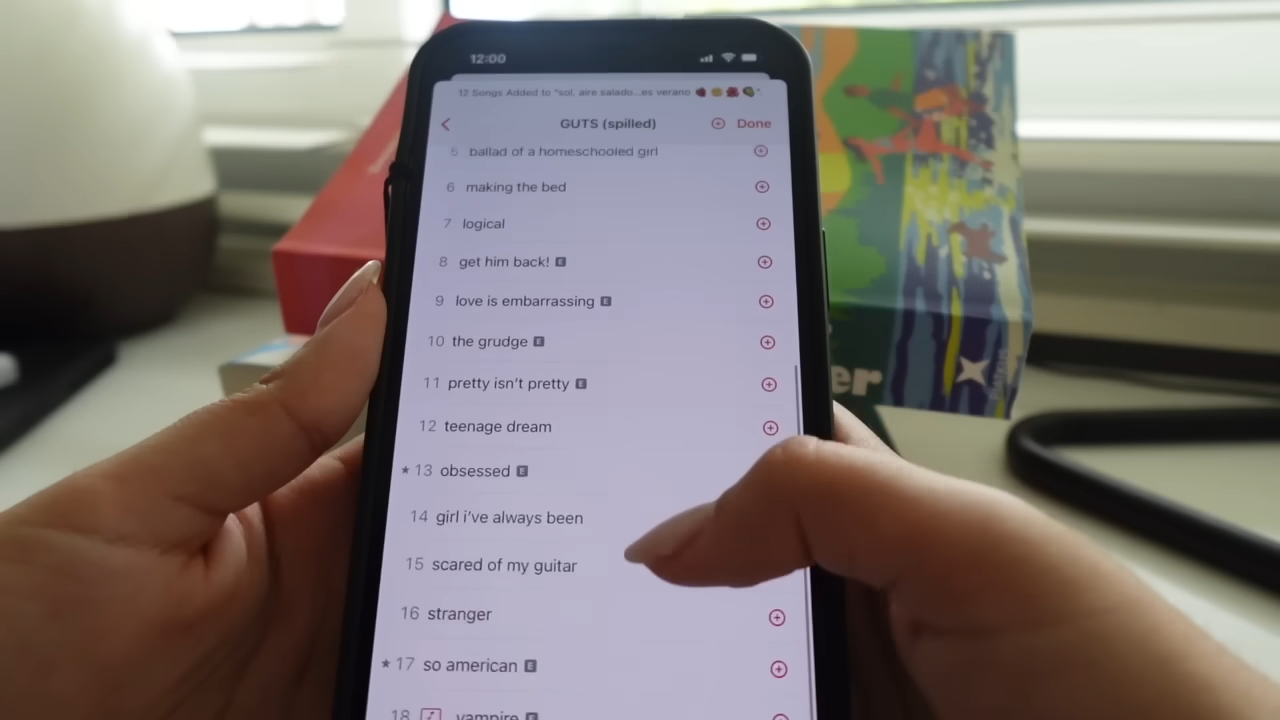 12:00
12 Songs Added to "sol, aire salado...es verano 🍓🌞🌺🍋".
GUTS (spilled) Done
5 ballad of a homeschooled girl
6 making the bed
7 logical
8 get him back! E
9 love is embarrassing E
10 the grudge E
11 pretty isn't pretty E
12 teenage dream
★ 13 obsessed E
14 girl i've always been
15 scared of my guitar
16 stranger
★ 17 so american E
18 vampire E
er